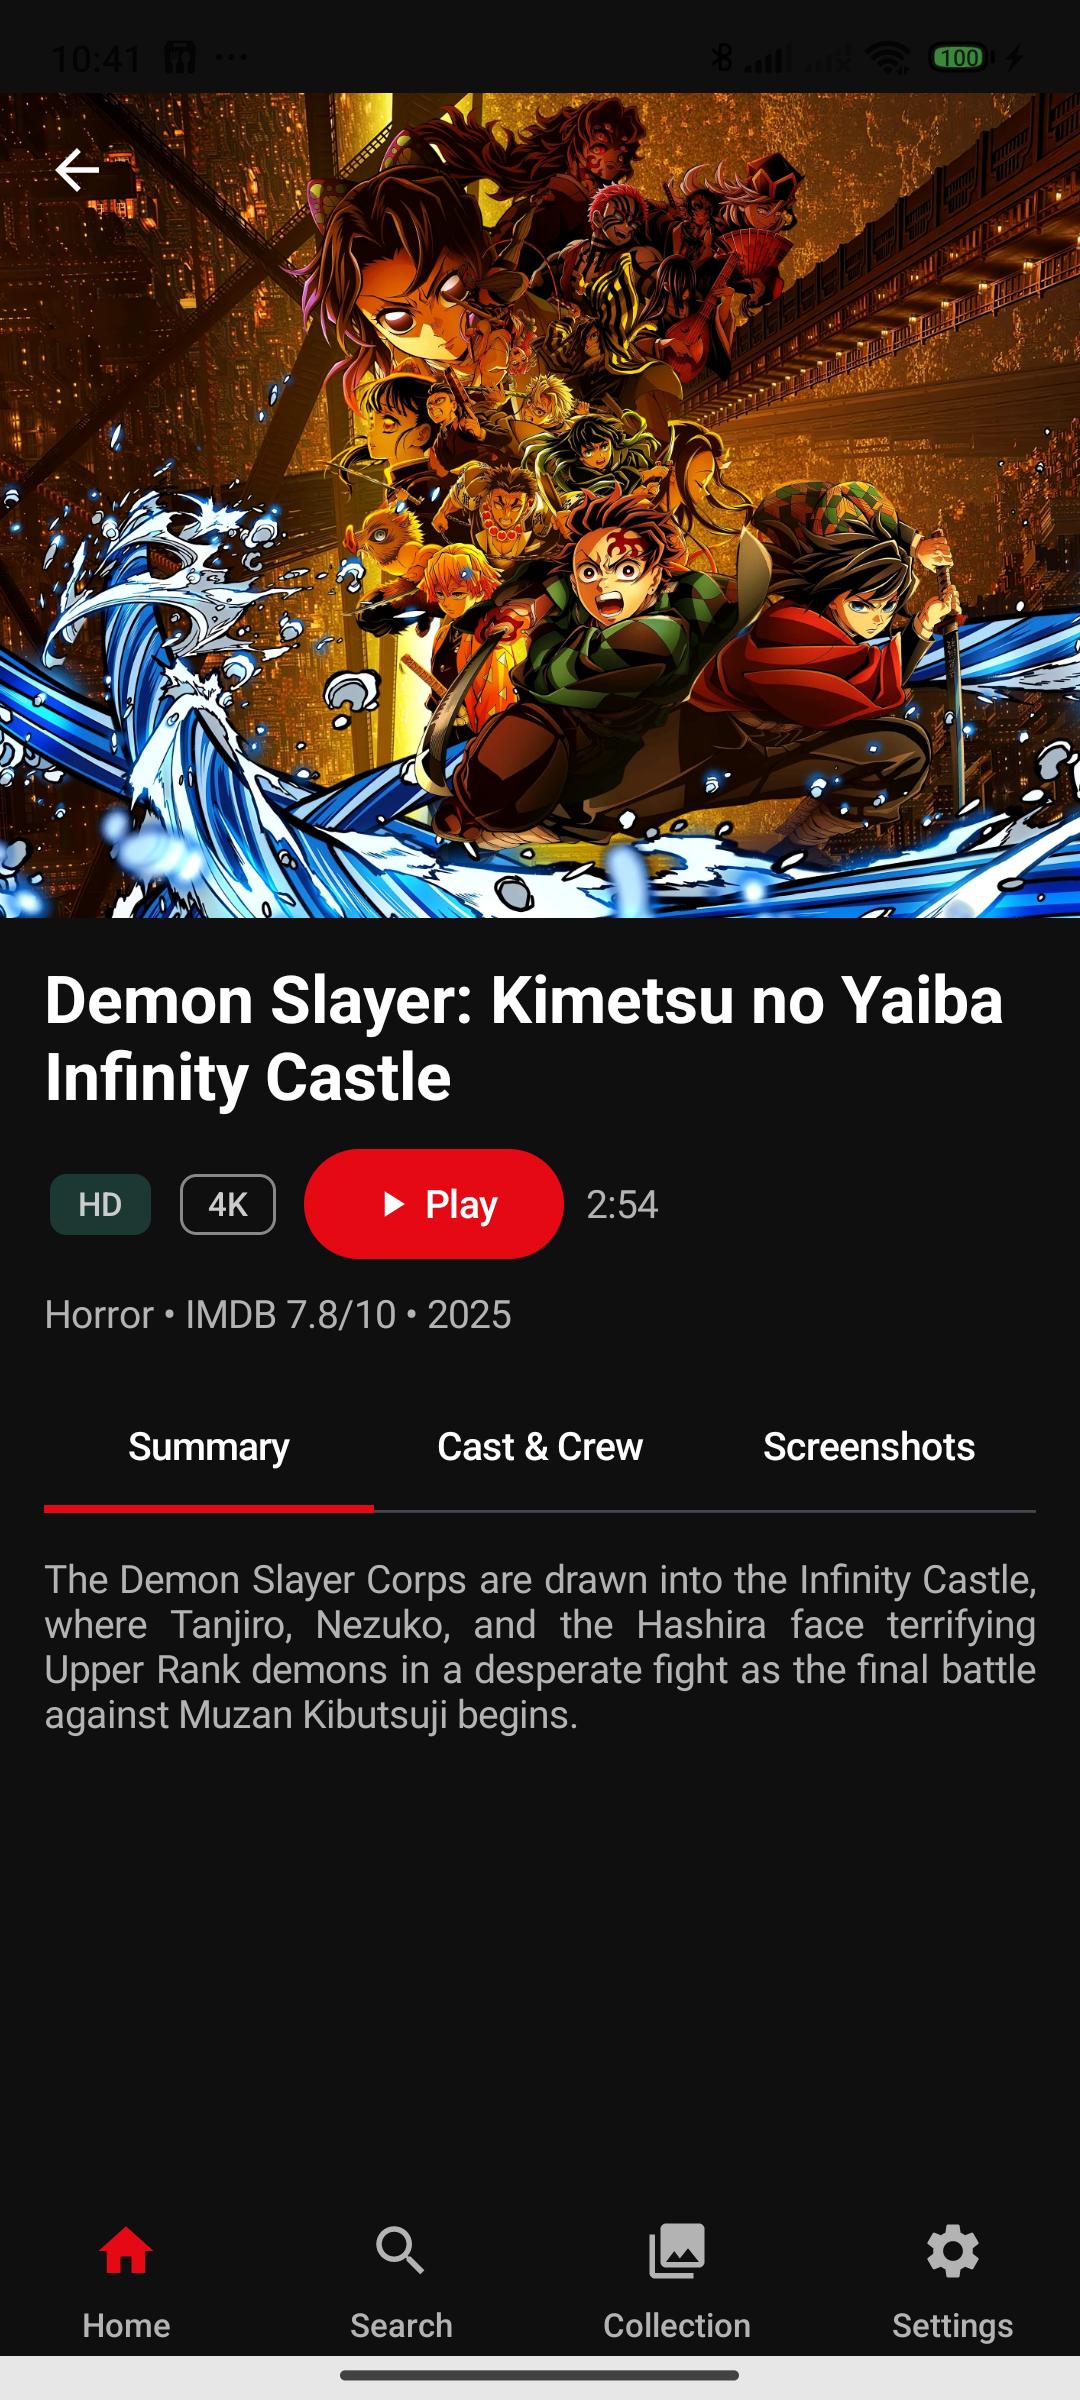 10:41
100
Demon Slayer: Kimetsu no Yaiba
Infinity Castle
HD
4K
Play
2:54
Horror • IMDB 7.8/10 • 2025
Summary
Cast & Crew
Screenshots
The Demon Slayer Corps are drawn into the Infinity Castle,
where Tanjiro, Nezuko, and the Hashira face terrifying
Upper Rank demons in a desperate fight as the final battle
against Muzan Kibutsuji begins.
Home
Search
Collection
Settings